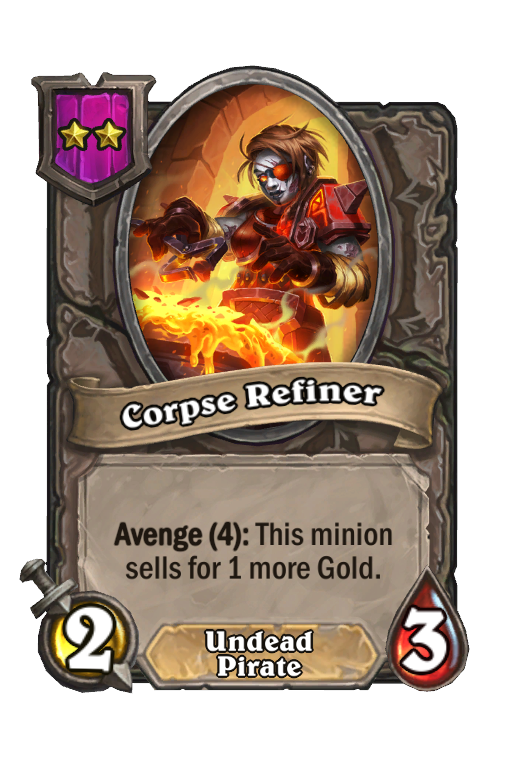 Corpse Refiner
Avenge (4): This minion
sells for 1 more Gold.
2
Undead
Pirate
3